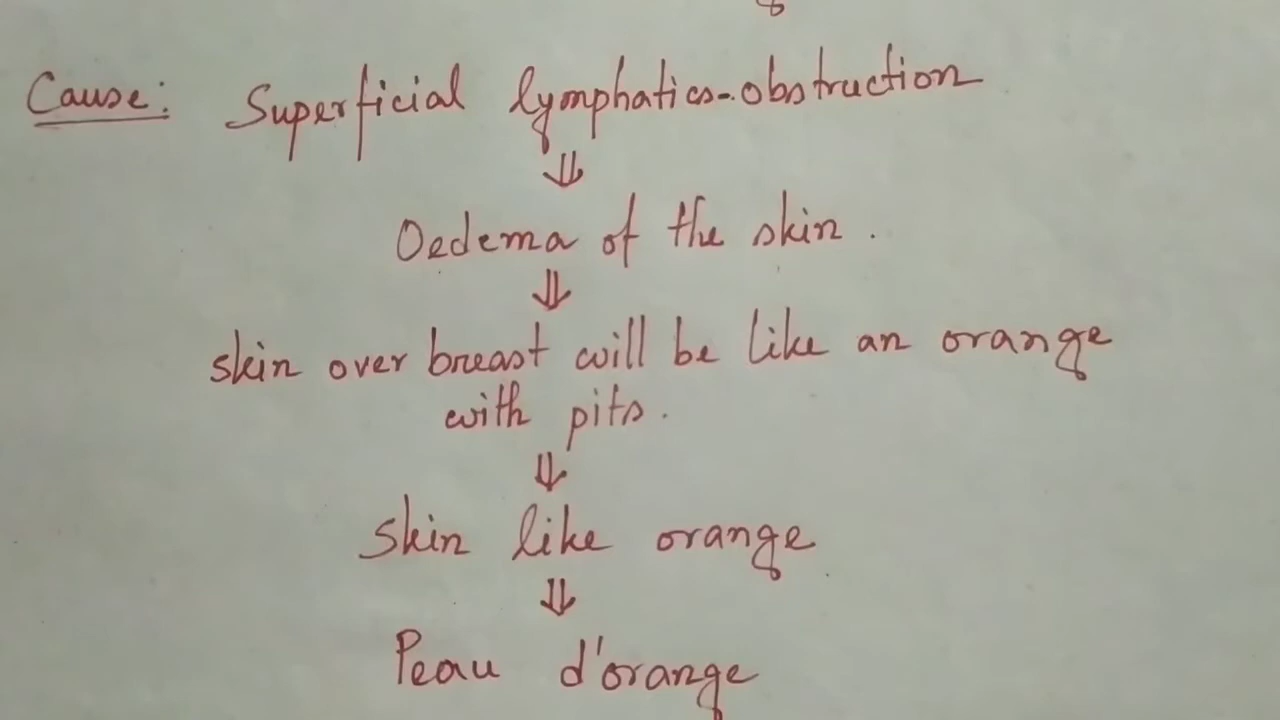 Cause: Superficial lymphatics-obstruction
⇓
Oedema of the skin.
⇓
skin over breast will be like an orange
with pits.
⇓
Skin like orange
⇓
Peau d'orange